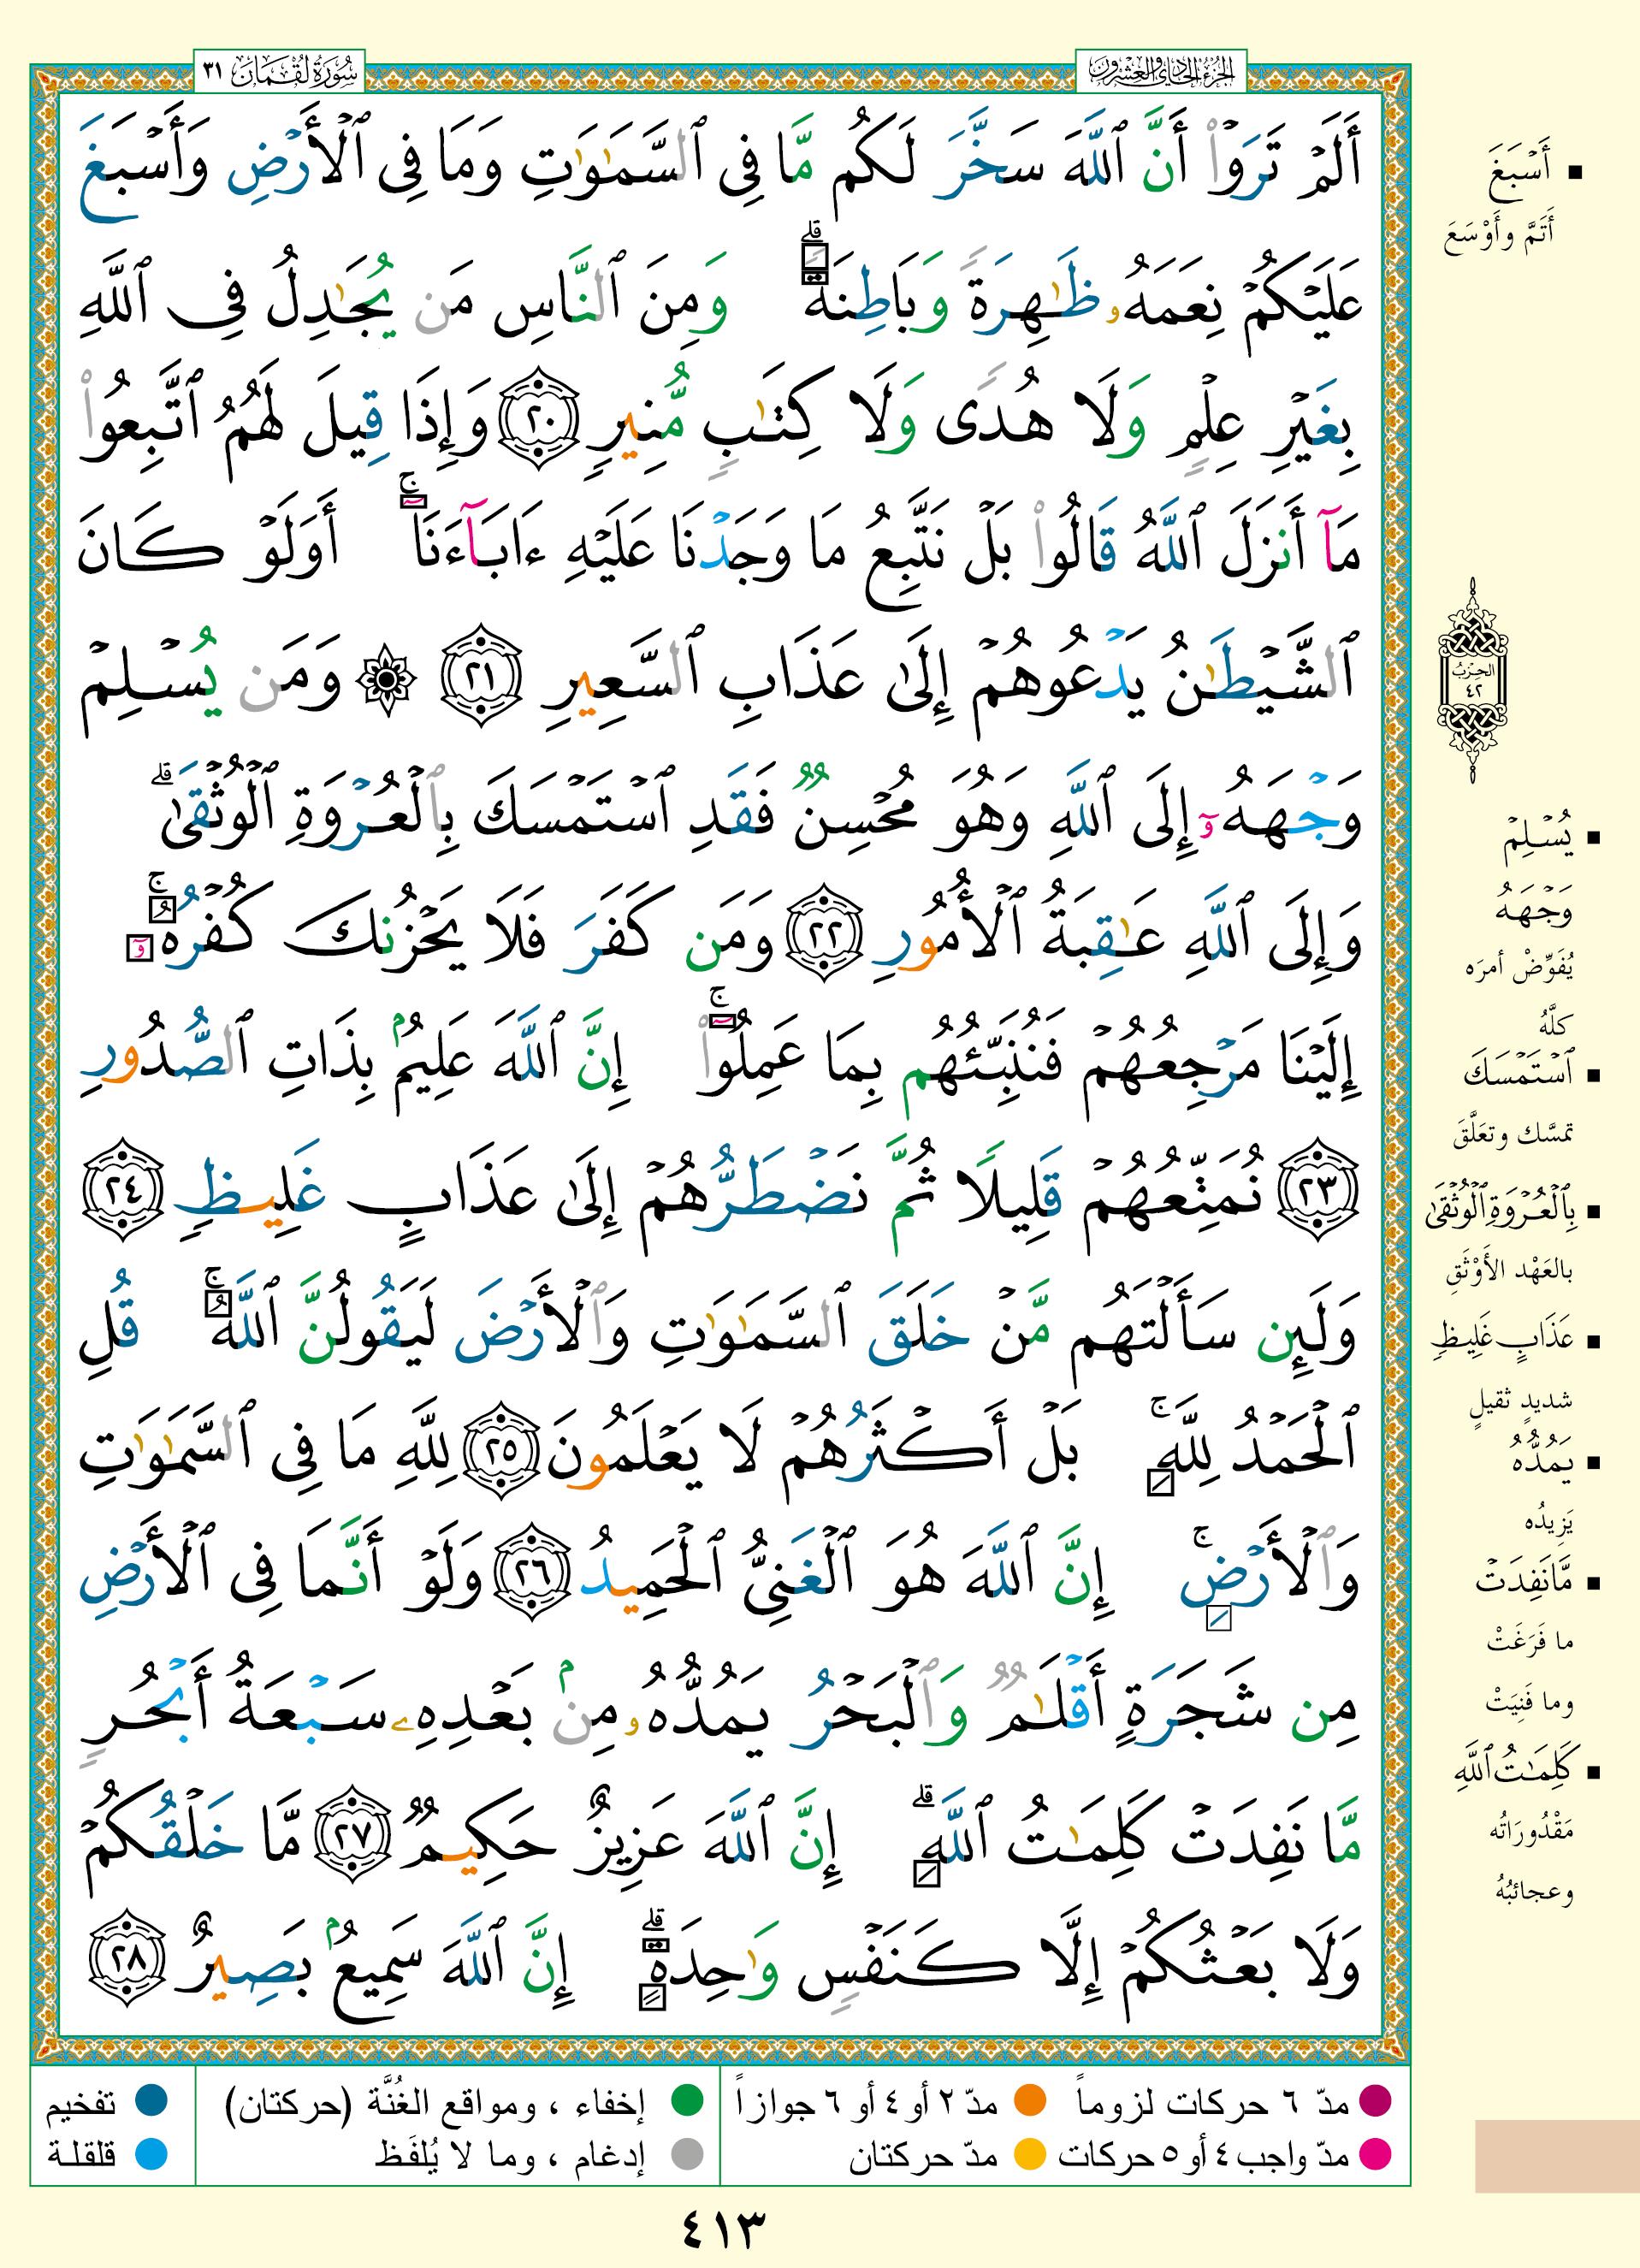 الجزء الحادي والعشرون
سورة لقمان ٣١
أَلَمۡ تَرَوۡاْ أَنَّ ٱللَّهَ سَخَّرَ لَكُم مَّا فِى ٱلسَّمَٰوَٰتِ وَمَا فِى ٱلۡأَرۡضِ وَأَسۡبَغَ
عَلَيۡكُمۡ نِعَمَهُۥ ظَٰهِرَةً وَبَاطِنَةًۗ وَمِنَ ٱلنَّاسِ مَن يُجَٰدِلُ فِى ٱللَّهِ
بِغَيۡرِ عِلۡمٍ وَلَا هُدًى وَلَا كِتَٰبٍ مُّنِيرٍ ٢٠ وَإِذَا قِيلَ لَهُمُ ٱتَّبِعُواْ
مَآ أَنزَلَ ٱللَّهُ قَالُواْ بَلۡ نَتَّبِعُ مَا وَجَدۡنَا عَلَيۡهِ ءَابَآءَنَآۚ أَوَلَوۡ كَانَ
ٱلشَّيۡطَٰنُ يَدۡعُوهُمۡ إِلَىٰ عَذَابِ ٱلسَّعِيرِ ٢١ ۞ وَمَن يُسۡلِمۡ
وَجۡهَهُۥٓ إِلَى ٱللَّهِ وَهُوَ مُحۡسِنٌ فَقَدِ ٱسۡتَمۡسَكَ بِٱلۡعُرۡوَةِ ٱلۡوُثۡقَىٰۗ
وَإِلَى ٱللَّهِ عَٰقِبَةُ ٱلۡأُمُورِ ٢٢ وَمَن كَفَرَ فَلَا يَحۡزُنكَ كُفۡرُهُۥٓۚ
إِلَيۡنَا مَرۡجِعُهُمۡ فَنُنَبِّئُهُم بِمَا عَمِلُوٓاْۚ إِنَّ ٱللَّهَ عَلِيمُۢ بِذَاتِ ٱلصُّدُورِ
٢٣ نُمَتِّعُهُمۡ قَلِيلًا ثُمَّ نَضۡطَرُّهُمۡ إِلَىٰ عَذَابٍ غَلِيظٍ ٢٤
وَلَئِن سَأَلۡتَهُم مَّنۡ خَلَقَ ٱلسَّمَٰوَٰتِ وَٱلۡأَرۡضَ لَيَقُولُنَّ ٱللَّهُۚ قُلِ
ٱلۡحَمۡدُ لِلَّهِۚ بَلۡ أَكۡثَرُهُمۡ لَا يَعۡلَمُونَ ٢٥ لِلَّهِ مَا فِى ٱلسَّمَٰوَٰتِ
وَٱلۡأَرۡضِۚ إِنَّ ٱللَّهَ هُوَ ٱلۡغَنِىُّ ٱلۡحَمِيدُ ٢٦ وَلَوۡ أَنَّمَا فِى ٱلۡأَرۡضِ
مِن شَجَرَةٍ أَقۡلَٰمٌ وَٱلۡبَحۡرُ يَمُدُّهُۥ مِنۢ بَعۡدِهِۦ سَبۡعَةُ أَبۡحُرٍ
مَّا نَفِدَتۡ كَلِمَٰتُ ٱللَّهِۗ إِنَّ ٱللَّهَ عَزِيزٌ حَكِيمٌ ٢٧ مَّا خَلۡقُكُمۡ
وَلَا بَعۡثُكُمۡ إِلَّا كَنَفۡسٍ وَٰحِدَةٍۗ إِنَّ ٱللَّهَ سَمِيعُۢ بَصِيرٌ ٢٨
أَسۡبَغَ
أَتَمَّ وأَوْسَعَ
الحزب
٤٢
يُسۡلِمۡ
وَجۡهَهُ
يُفَوِّضْ أمرَه
كلَّهُ
ٱسۡتَمۡسَكَ
تمسَّك وتعَلَّقَ
بِٱلۡعُرۡوَةِ ٱلۡوُثۡقَىٰ
بالعَهْد الأَوْثَقِ
عَذَابٍ غَلِيظٍ
شديدٍ ثقيلٍ
يَمُدُّهُ
يَزِيدُه
مَّا نَفِدَتۡ
ما فَرَغَتْ
وما فَنِيَتْ
كَلِمَٰتُ ٱللَّهِ
مَقْدُورَاتُه
وعجائبُهُ
مدّ ٦ حركات لزوماً
مدّ ٢ أو ٤ أو ٦ جوازاً
إخفاء ، ومواقع الغُنَّة (حركتان)
تفخيم
مدّ واجب ٤ أو ٥ حركات
مدّ حركتان
إدغام ، وما لا يُلفَظ
قلقلة
٤١٣